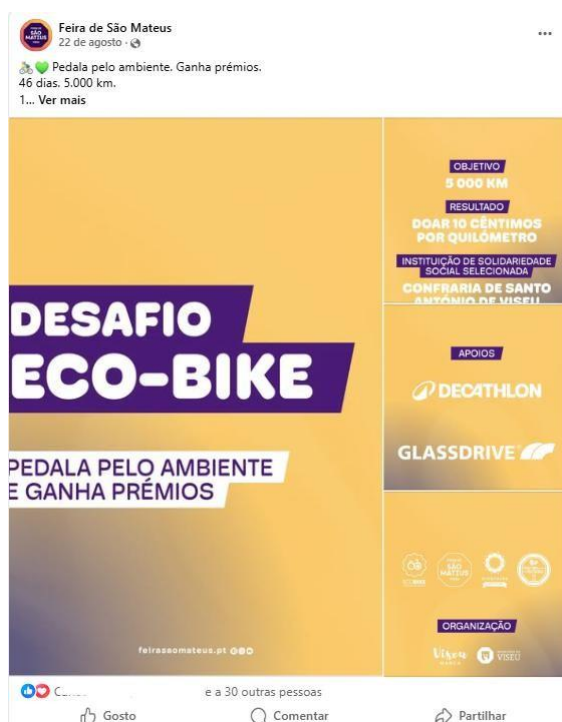 Feira de São Mateus
22 de agosto ·
Pedala pelo ambiente. Ganha prémios.
46 dias. 5.000 km.
1... Ver mais
DESAFIO
ECO-BIKE
PEDALA PELO AMBIENTE
E GANHA PRÉMIOS
feirasaomateus.pt
OBJETIVO
5 000 KM
RESULTADO
DOAR 10 CÊNTIMOS
POR QUILÓMETRO
INSTITUIÇÃO DE SOLIDARIEDADE
SOCIAL SELECIONADA
CONFRARIA DE SANTO
ANTÓNIO DE VISEU
APOIOS
DECATHLON
GLASSDRIVE
SÃO
MATEUS
ORGANIZAÇÃO
Viseu
VISEU
e a 30 outras pessoas
Gosto
Comentar
Partilhar